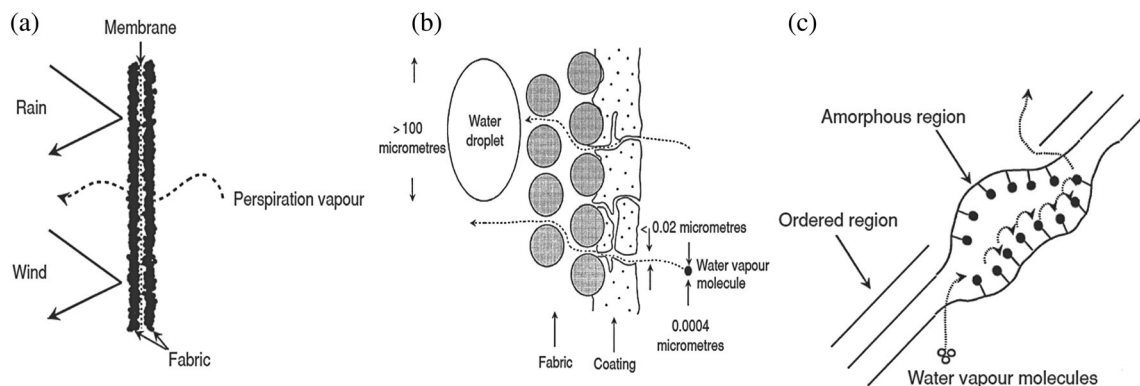 (a)
Membrane
Rain
Perspiration vapour
Wind
Fabric
(b)
>100
micrometres
Water
droplet
< 0.02 micrometres
Water vapour
molecule
0.0004
micrometres
Fabric
Coating
(c)
Amorphous region
Ordered region
Water vapour molecules